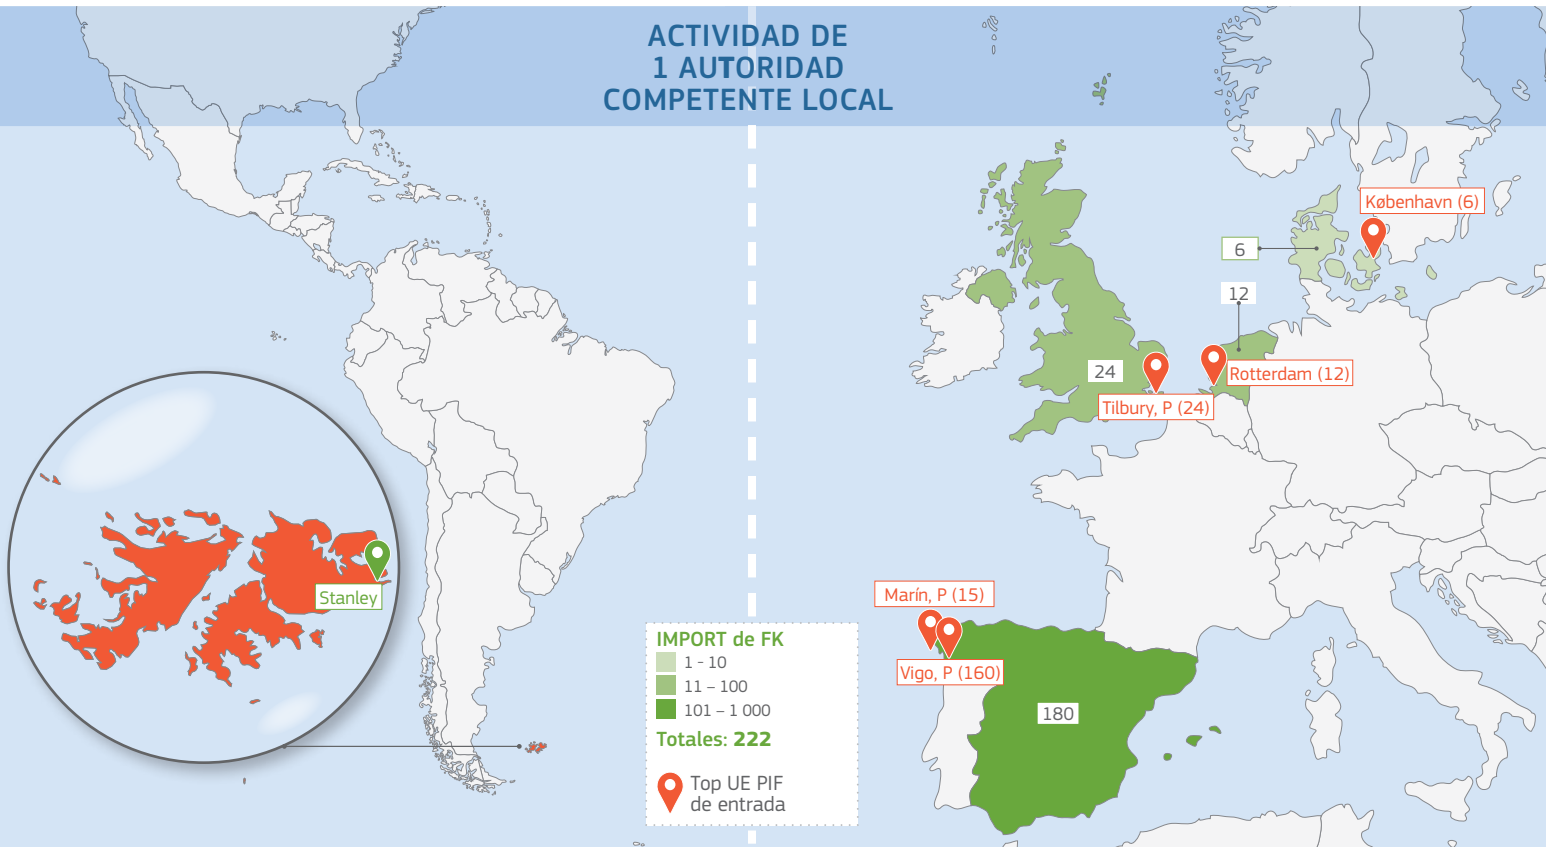 ACTIVIDAD DE
1 AUTORIDAD
COMPETENTE LOCAL
København (6)
6
12
24
Rotterdam (12)
Tilbury, P (24)
Stanley
Marín, P (15)
Vigo, P (160)
180
IMPORT de FK
1 - 10
11 – 100
101 – 1 000
Totales: 222
Top UE PIF
de entrada